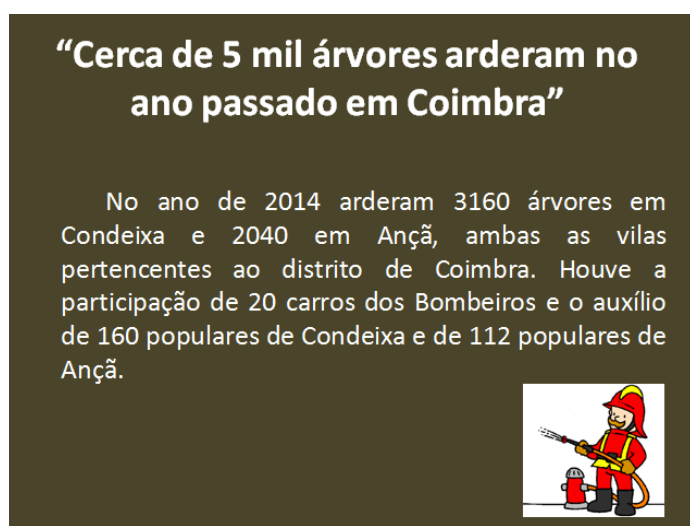 “Cerca de 5 mil árvores arderam no
ano passado em Coimbra”
No ano de 2014 arderam 3160 árvores em
Condeixa e 2040 em Ançã, ambas as vilas
pertencentes ao distrito de Coimbra. Houve a
participação de 20 carros dos Bombeiros e o auxílio
de 160 populares de Condeixa e de 112 populares de
Ançã.